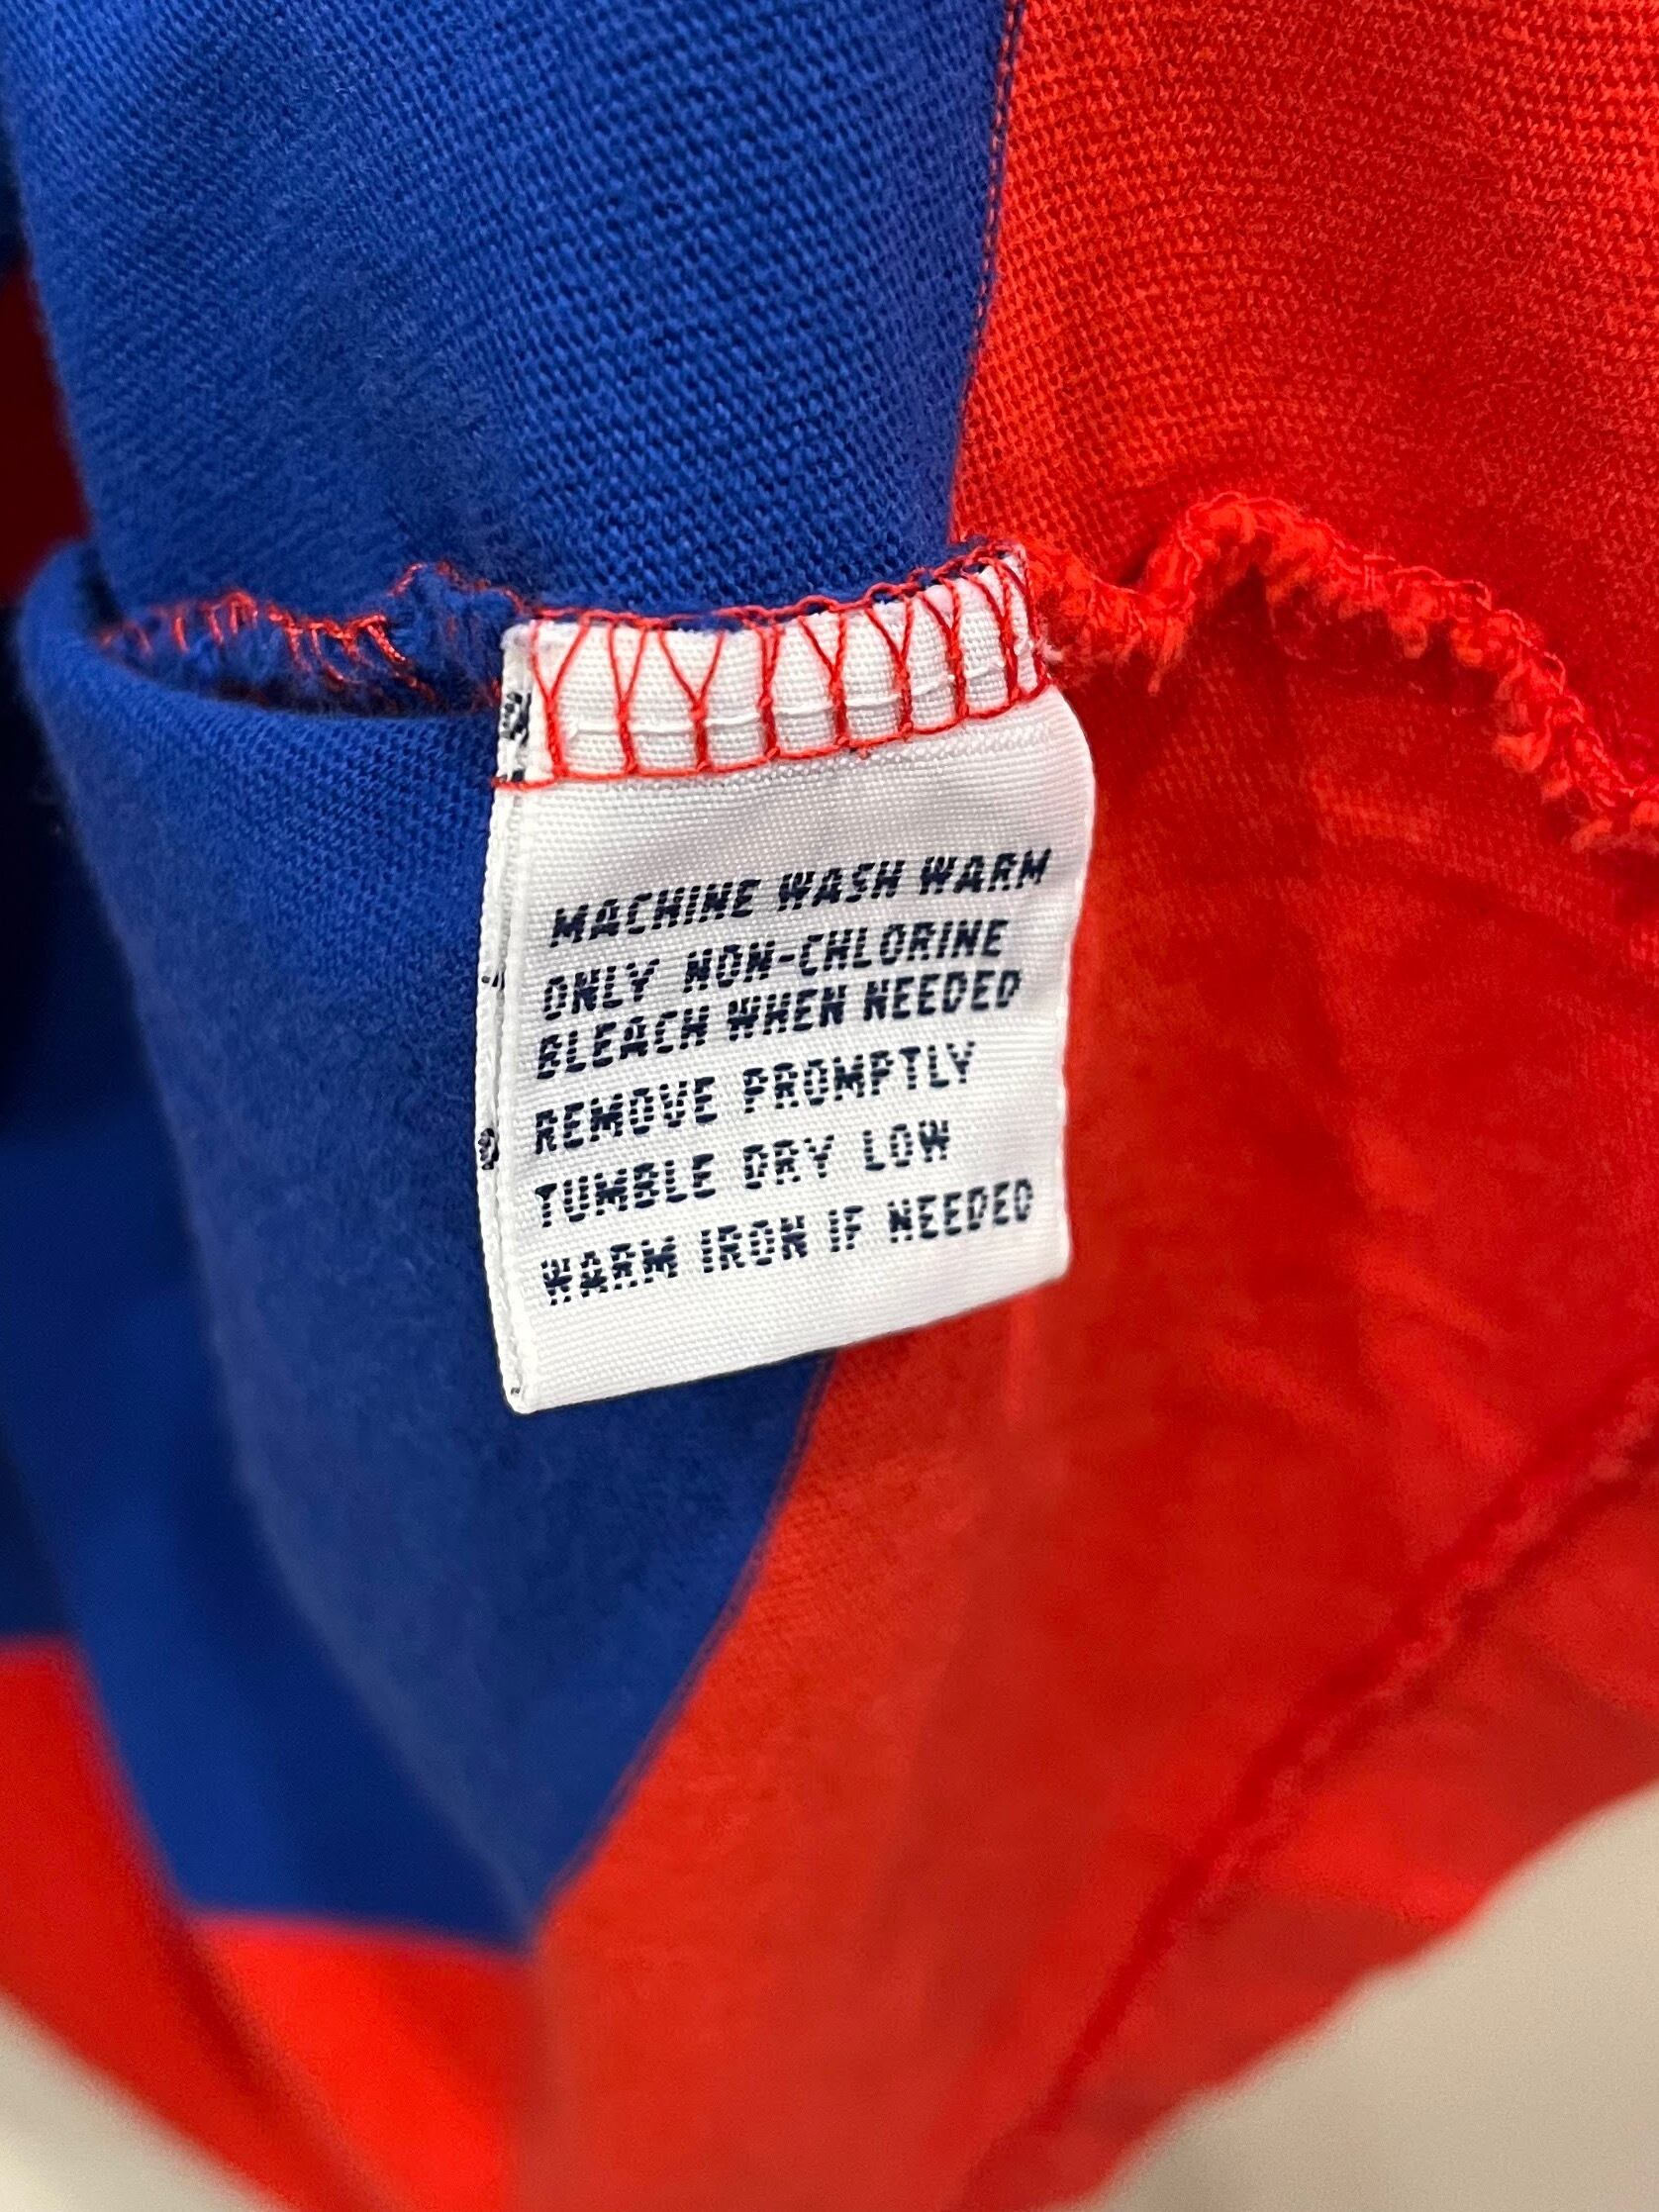 MACHINE WASH WARM
ONLY NON-CHLORINE
BLEACH WHEN NEEDED
REMOVE PROMPTLY
TUMBLE DRY LOW
WARM IRON IF NEEDED